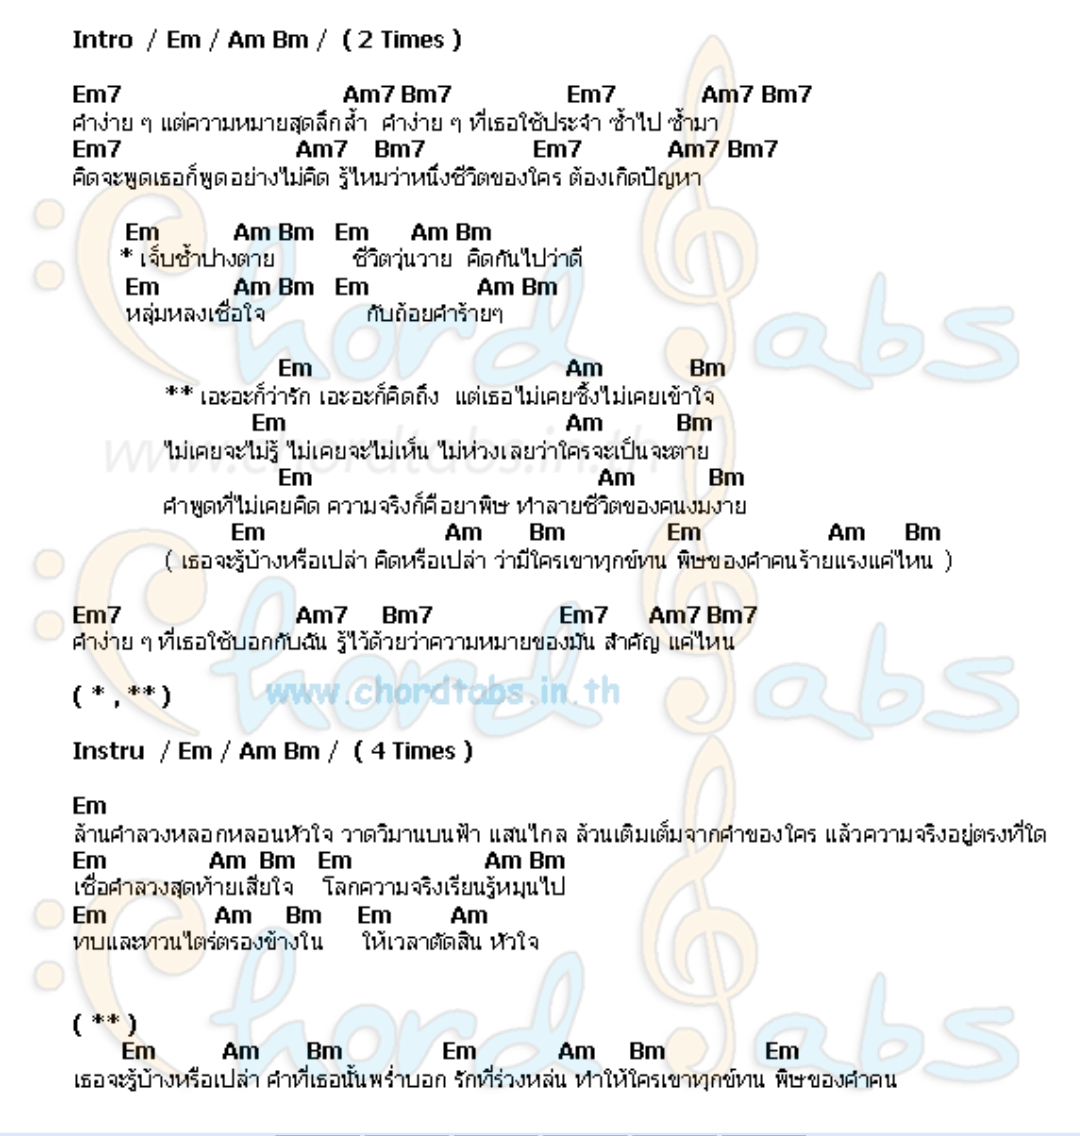 Intro / Em / Am Bm / ( 2 Times )
Em7 Am7 Bm7 Em7 Am7 Bm7
คำง่าย ๆ แต่ความหมายสุดลึกล้ำ คำง่าย ๆ ที่เธอใช้ประจำ ซ้ำไป ซ้ำมา
Em7 Am7 Bm7 Em7 Am7 Bm7
คิดจะพูดเธอก็พูดอย่างไม่คิด รู้ไหมว่าหนึ่งชีวิตของใคร ต้องเกิดปัญหา
Em Am Bm Em Am Bm
* เจ็บช้ำปางตาย ชีวิตวุ่นวาย คิดกันไปว่าดี
Em Am Bm Em Am Bm
หลุ่มหลงเชื่อใจ กับถ้อยคำร้ายๆ
Em Am Bm
** เอะอะก็ว่ารัก เอะอะก็คิดถึง แต่เธอไม่เคยซึ้งไม่เคยเข้าใจ
Em Am Bm
ไม่เคยจะไม่รู้ ไม่เคยจะไม่เห็น ไม่ห่วงเลยว่าใครจะเป็นจะตาย
Em Am Bm
คำพูดที่ไม่เคยคิด ความจริงก็คือยาพิษ ทำลายชีวิตของคนงมงาย
Em Am Bm Em Am Bm
( เธอจะรู้บ้างหรือเปล่า คิดหรือเปล่า ว่ามีใครเขาทุกข์ทน พิษของคำคนร้ายแรงแค่ไหน )
Em7 Am7 Bm7 Em7 Am7 Bm7
คำง่าย ๆ ที่เธอใช้บอกกับฉัน รู้ไว้ด้วยว่าความหมายของมัน สำคัญ แค่ไหน
( * , ** ) www.chordtabs.in.th
Instru / Em / Am Bm / ( 4 Times )
Em
ล้านคำลวงหลอกหลอนหัวใจ วาดวิมานบนฟ้า แสนไกล ล้วนเติมเต็มจากคำของใคร แล้วความจริงอยู่ตรงที่ใด
Em Am Bm Em Am Bm
เชื่อคำลวงสุดท้ายเสียใจ โลกความจริงเรียนรู้หมุนไป
Em Am Bm Em Am
ทบและทวนไตร่ตรองข้างใน ให้เวลาตัดสิน หัวใจ
( ** )
Em Am Bm Em Am Bm Em
เธอจะรู้บ้างหรือเปล่า คำที่เธอนั้นพร่ำบอก รักที่ร่วงหล่น ทำให้ใครเขาทุกข์ทน พิษของคำคน